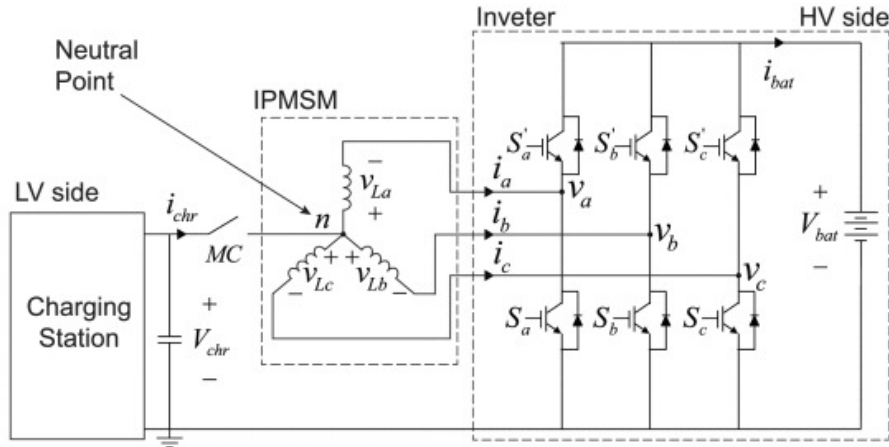 Inveter
HV side
Neutral
Point
IPMSM
i_bat
S'_a
S'_b
S'_c
LV side
v_La
i_a
v_a
+
i_chr
n
i_b
v_b
V_bat
MC
+
+
+
i_c
v_c
v_Lc
v_Lb
Charging
Station
+
V_chr
S_a
S_b
S_c